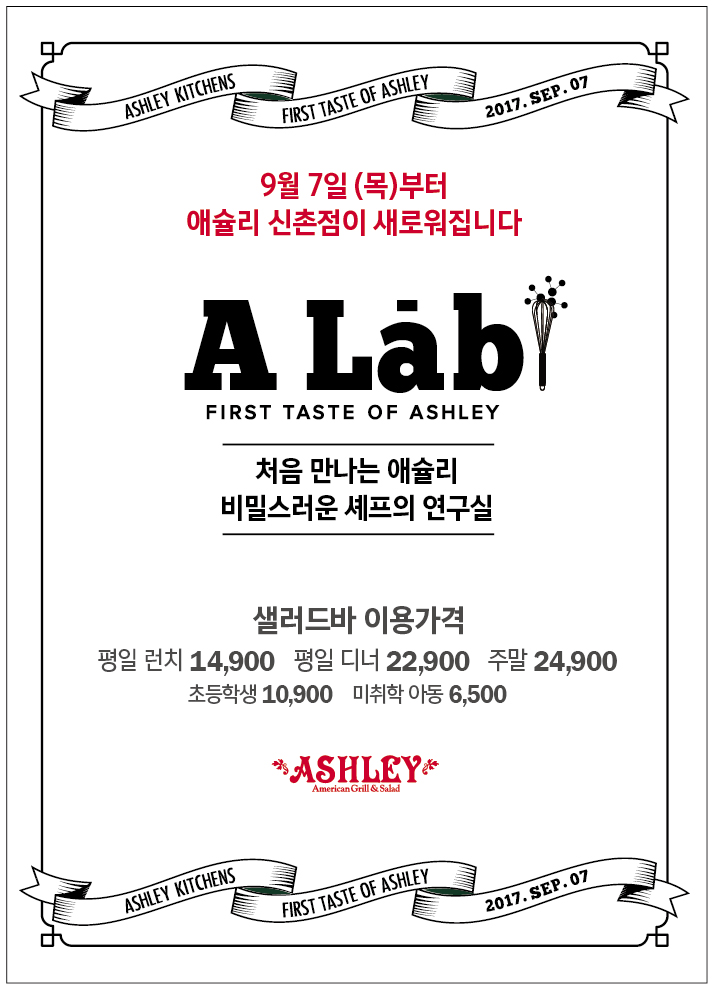 ASHLEY KITCHENS FIRST TASTE OF ASHLEY 2017. SEP. 07
9월 7일 (목)부터
애슐리 신촌점이 새로워집니다
A Lab
FIRST TASTE OF ASHLEY
처음 만나는 애슐리
비밀스러운 셰프의 연구실
샐러드바 이용가격
평일 런치 14,900 평일 디너 22,900 주말 24,900
초등학생 10,900 미취학 아동 6,500
ASHLEY
American Grill & Salad
ASHLEY KITCHENS FIRST TASTE OF ASHLEY 2017. SEP. 07